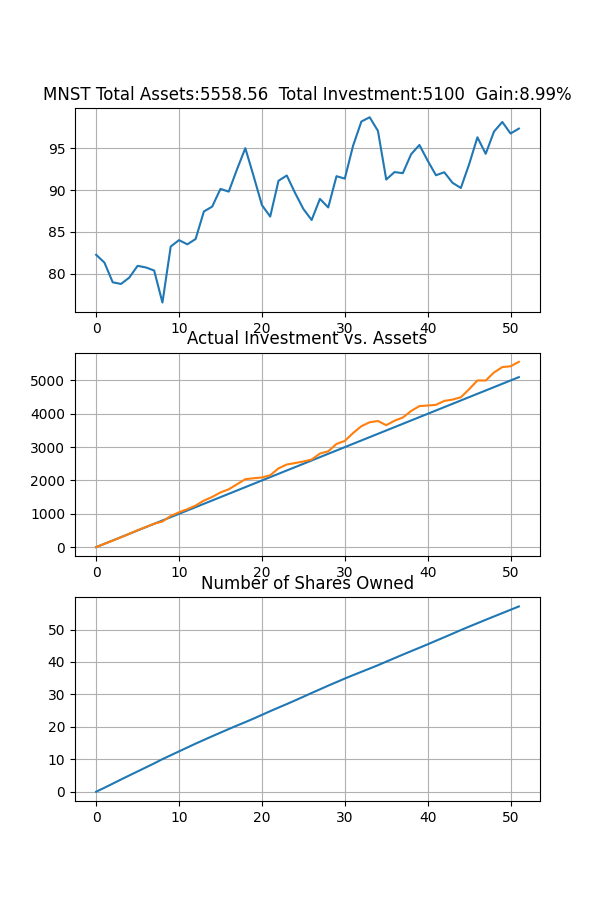 MNST Total Assets:5558.56  Total Investment:5100  Gain:8.99%
95
90
85
80
0 10 20 30 40 50
Actual Investment vs. Assets
5000
4000
3000
2000
1000
0
0 10 20 30 40 50
Number of Shares Owned
50
40
30
20
10
0
0 10 20 30 40 50